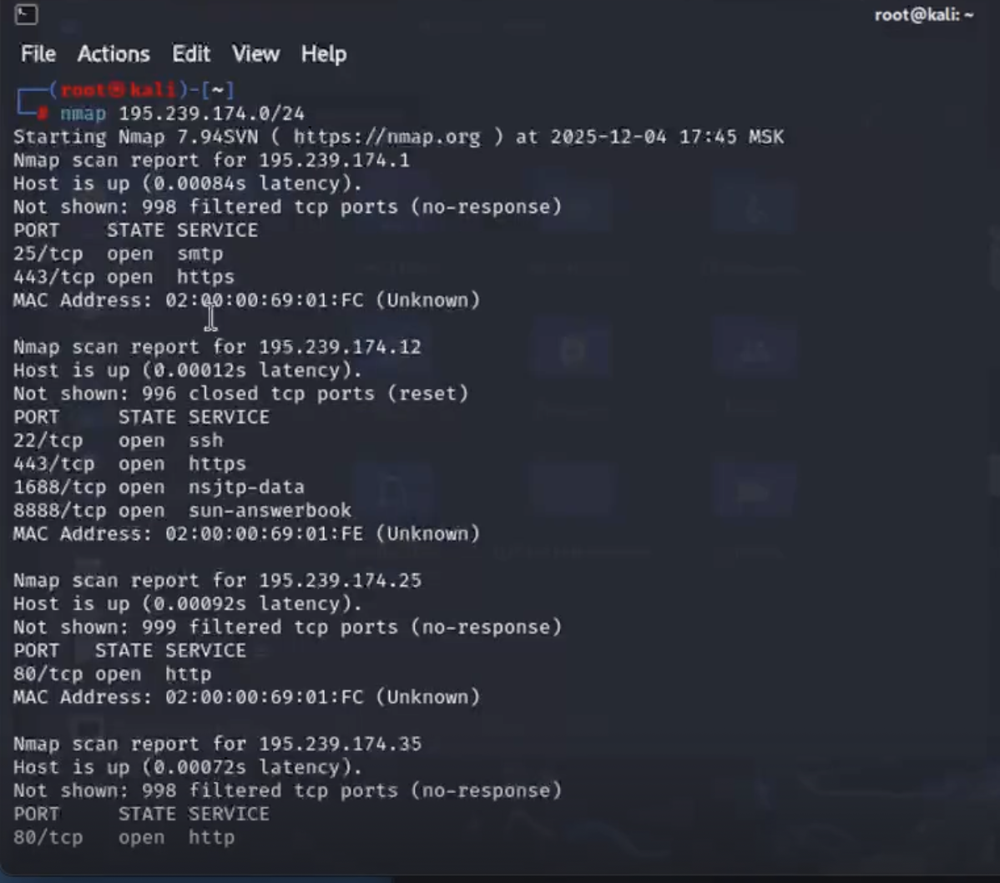 root@kali: ~
File Actions Edit View Help
┌──(root㉿kali)-[~]
└─# nmap 195.239.174.0/24
Starting Nmap 7.94SVN ( https://nmap.org ) at 2025-12-04 17:45 MSK
Nmap scan report for 195.239.174.1
Host is up (0.00084s latency).
Not shown: 998 filtered tcp ports (no-response)
PORT    STATE SERVICE
25/tcp  open  smtp
443/tcp open  https
MAC Address: 02:00:00:69:01:FC (Unknown)
Nmap scan report for 195.239.174.12
Host is up (0.00012s latency).
Not shown: 996 closed tcp ports (reset)
PORT     STATE SERVICE
22/tcp   open  ssh
443/tcp  open  https
1688/tcp open  nsjtp-data
8888/tcp open  sun-answerbook
MAC Address: 02:00:00:69:01:FE (Unknown)
Nmap scan report for 195.239.174.25
Host is up (0.00092s latency).
Not shown: 999 filtered tcp ports (no-response)
PORT   STATE SERVICE
80/tcp open  http
MAC Address: 02:00:00:69:01:FC (Unknown)
Nmap scan report for 195.239.174.35
Host is up (0.00072s latency).
Not shown: 998 filtered tcp ports (no-response)
PORT     STATE SERVICE
80/tcp   open  http